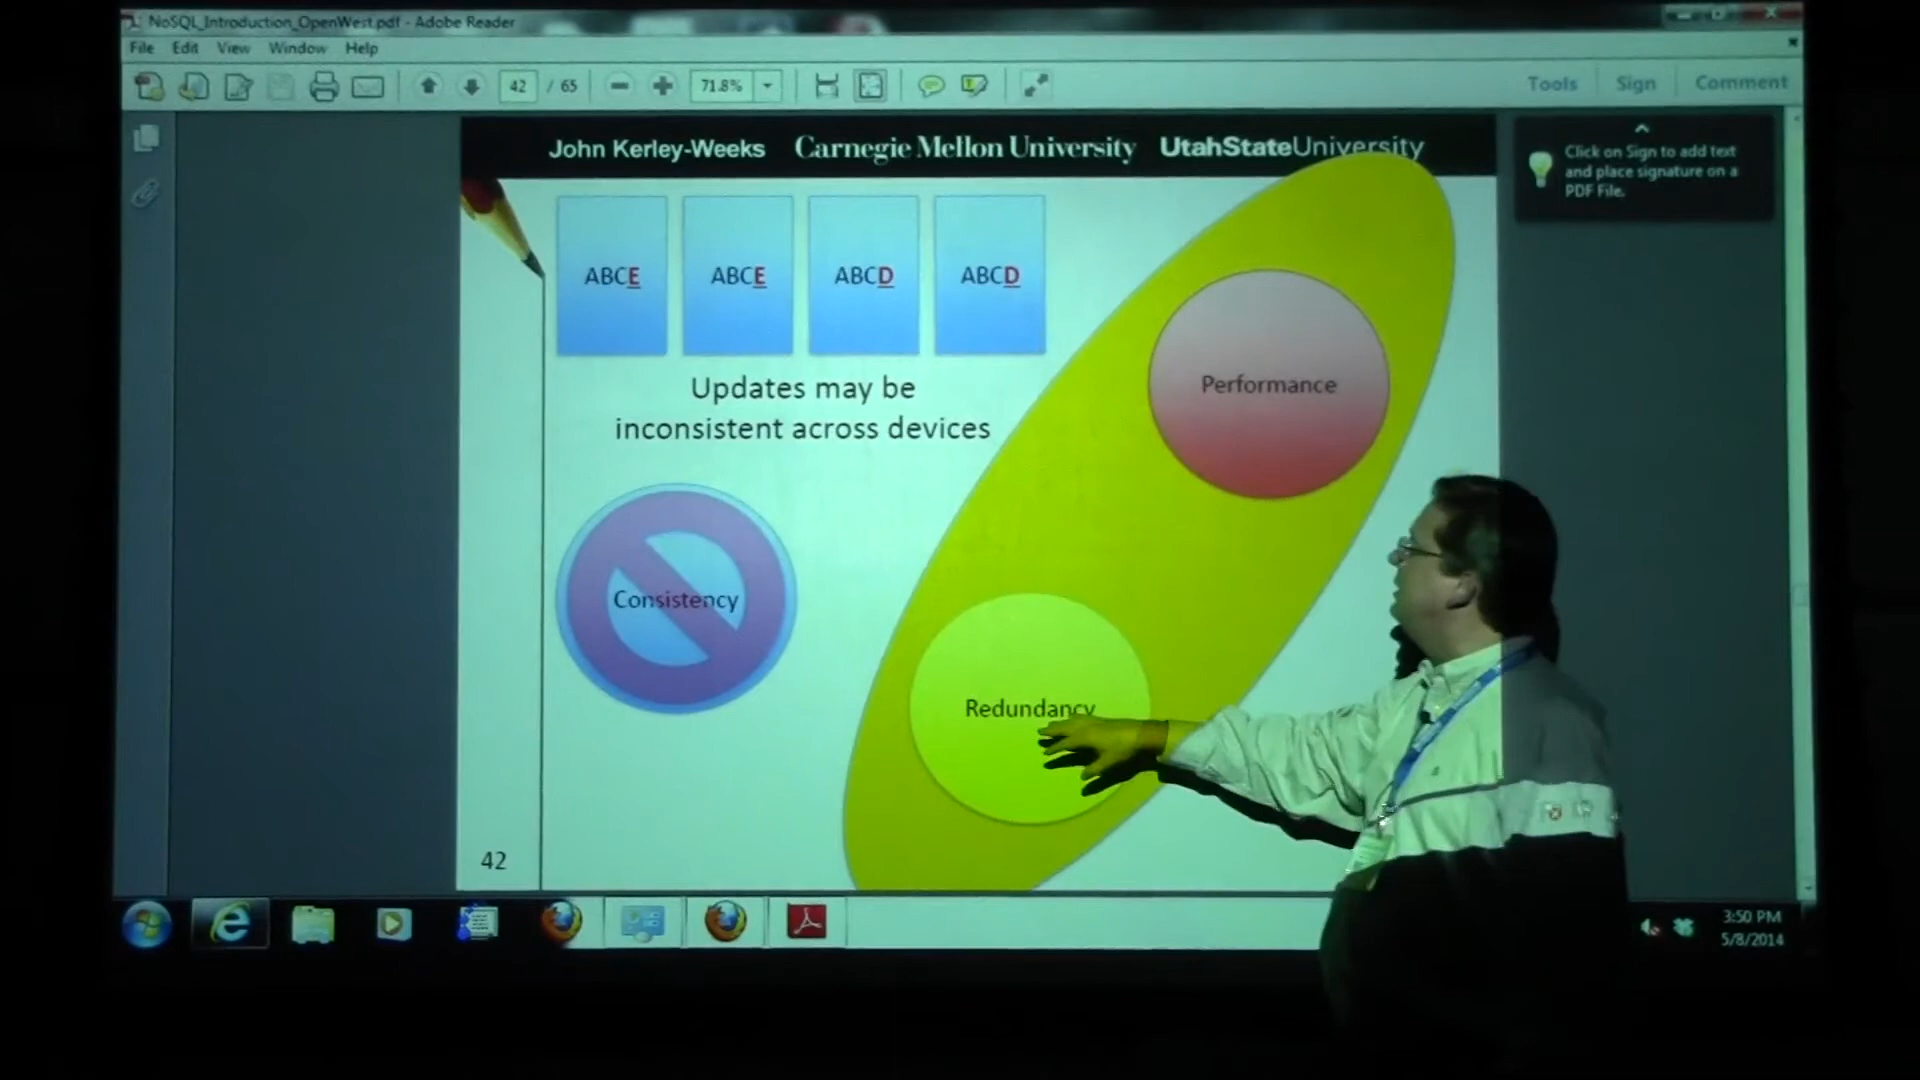 NoSQL_Introduction_OpenWest.pdf - Adobe Reader
File Edit View Window Help
42 / 65 71.8% Tools Sign Comment
John Kerley-Weeks Carnegie Mellon University UtahStateUniversity
Click on Sign to add text
and place signature on a
PDF File.
ABCE ABCE ABCD ABCD
Updates may be
inconsistent across devices
Performance
Consistency
Redundancy
42
3:50 PM
5/8/2014